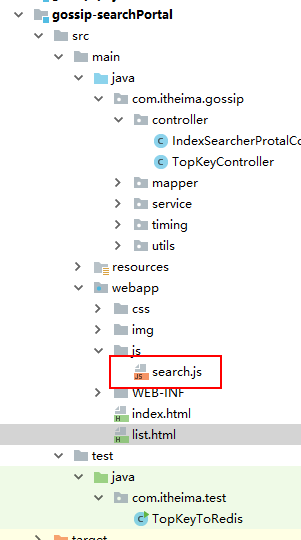 gossip-searchPortal
src
main
java
com.itheima.gossip
controller
IndexSearcherProtalCo
TopKeyController
mapper
service
timing
utils
resources
webapp
css
img
js
search.js
WEB-INF
index.html
list.html
test
java
com.itheima.test
TopKeyToRedis
target